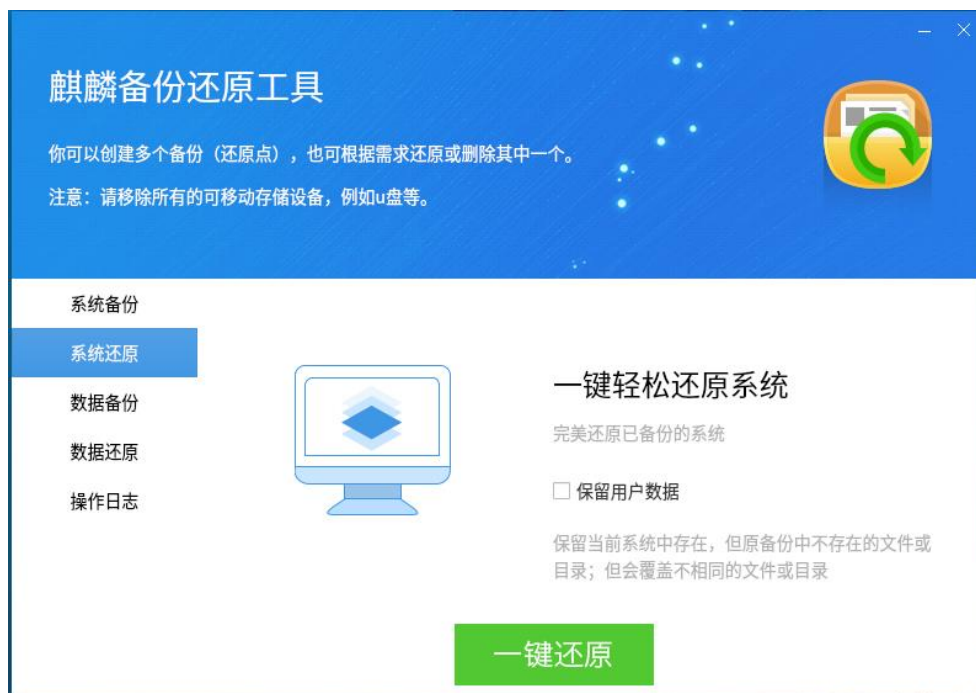 麒麟备份还原工具
你可以创建多个备份（还原点），也可根据需求还原或删除其中一个。
注意：请移除所有的可移动存储设备，例如u盘等。
系统备份
系统还原
数据备份
数据还原
操作日志
一键轻松还原系统
完美还原已备份的系统
保留用户数据
保留当前系统中存在，但原备份中不存在的文件或
目录；但会覆盖不相同的文件或目录
一键还原